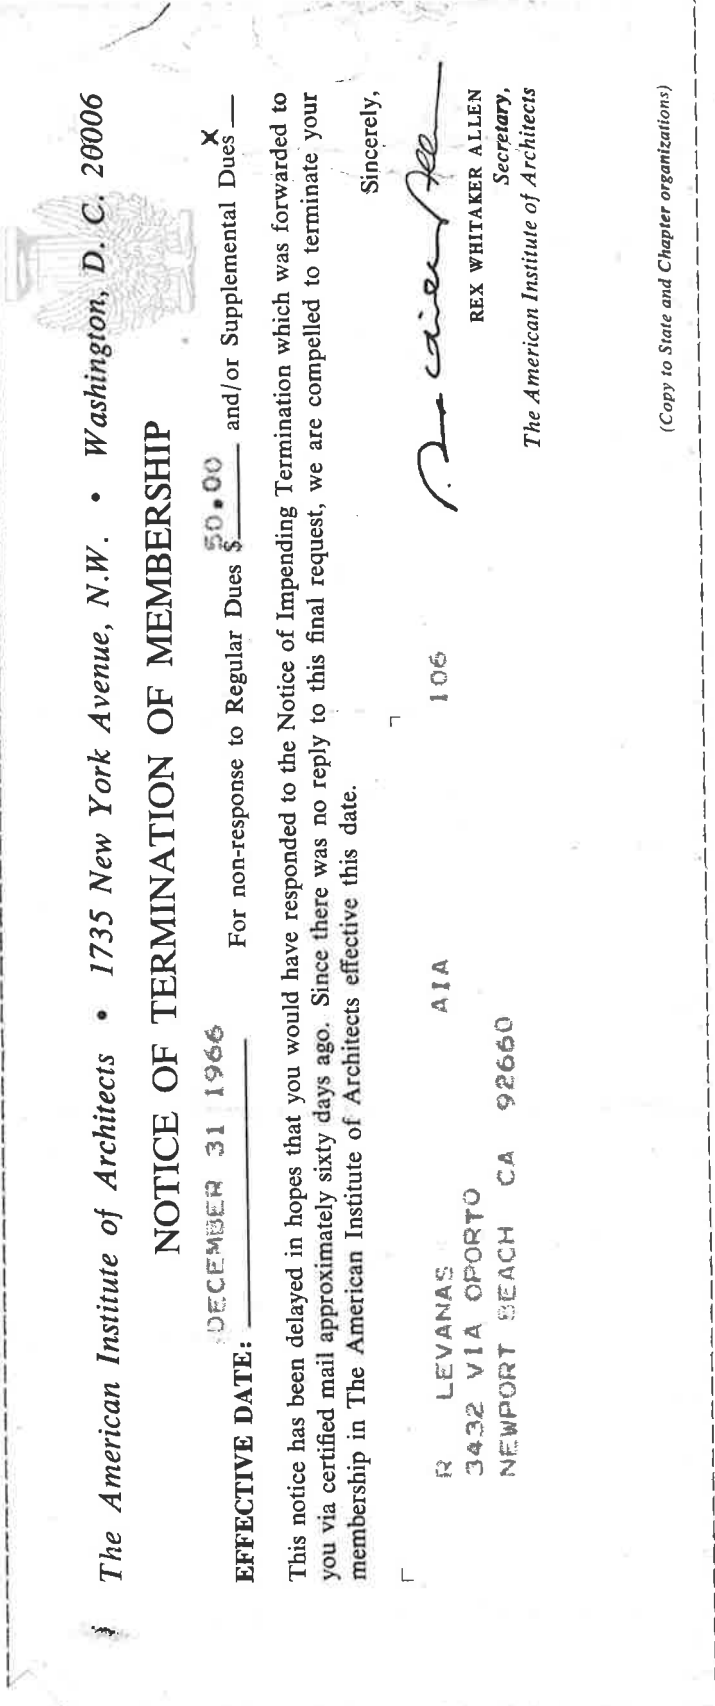 The American Institute of Architects • 1735 New York Avenue, N.W. • Washington, D. C. 20006
NOTICE OF TERMINATION OF MEMBERSHIP
EFFECTIVE DATE: DECEMBER 31 1966 For non-response to Regular Dues $50.00 and/or Supplemental Dues X
This notice has been delayed in hopes that you would have responded to the Notice of Impending Termination which was forwarded to
you via certified mail approximately sixty days ago. Since there was no reply to this final request, we are compelled to terminate your
membership in The American Institute of Architects effective this date.
Sincerely,
R LEVANAS AIA 106
3432 VIA OPORTO
NEWPORT BEACH CA 92660
REX WHITAKER ALLEN
Secretary,
The American Institute of Architects
(Copy to State and Chapter organizations)